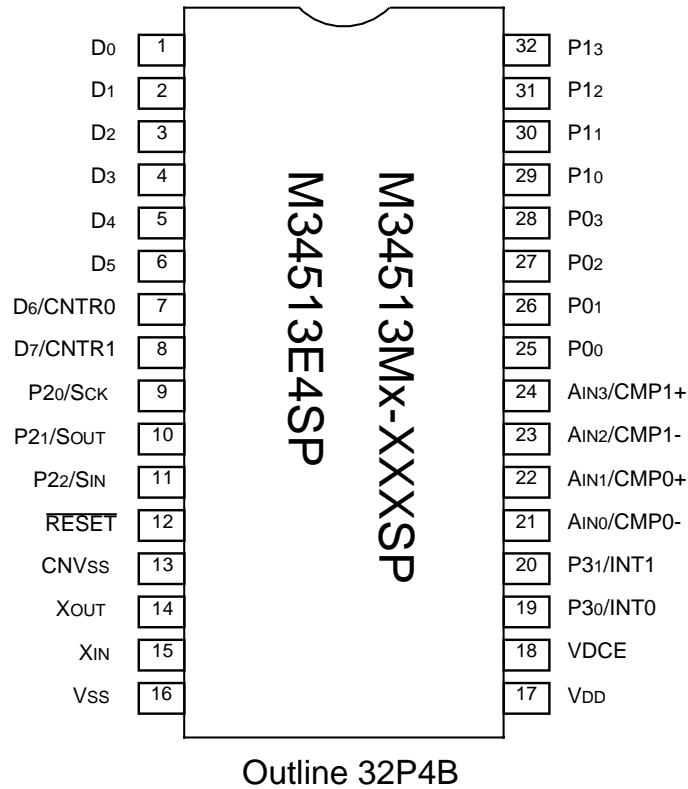 D0 1 32 P13
D1 2 31 P12
D2 3 30 P11
D3 4 29 P10
D4 5 28 P03
D5 6 27 P02
D6/CNTR0 7 26 P01
D7/CNTR1 8 25 P00
P20/SCK 9 24 AIN3/CMP1+
P21/SOUT 10 23 AIN2/CMP1-
P22/SIN 11 22 AIN1/CMP0+
RESET 12 21 AIN0/CMP0-
CNVSS 13 20 P31/INT1
XOUT 14 19 P30/INT0
XIN 15 18 VDCE
VSS 16 17 VDD
M34513Mx-XXXSP
M34513E4SP
Outline 32P4B